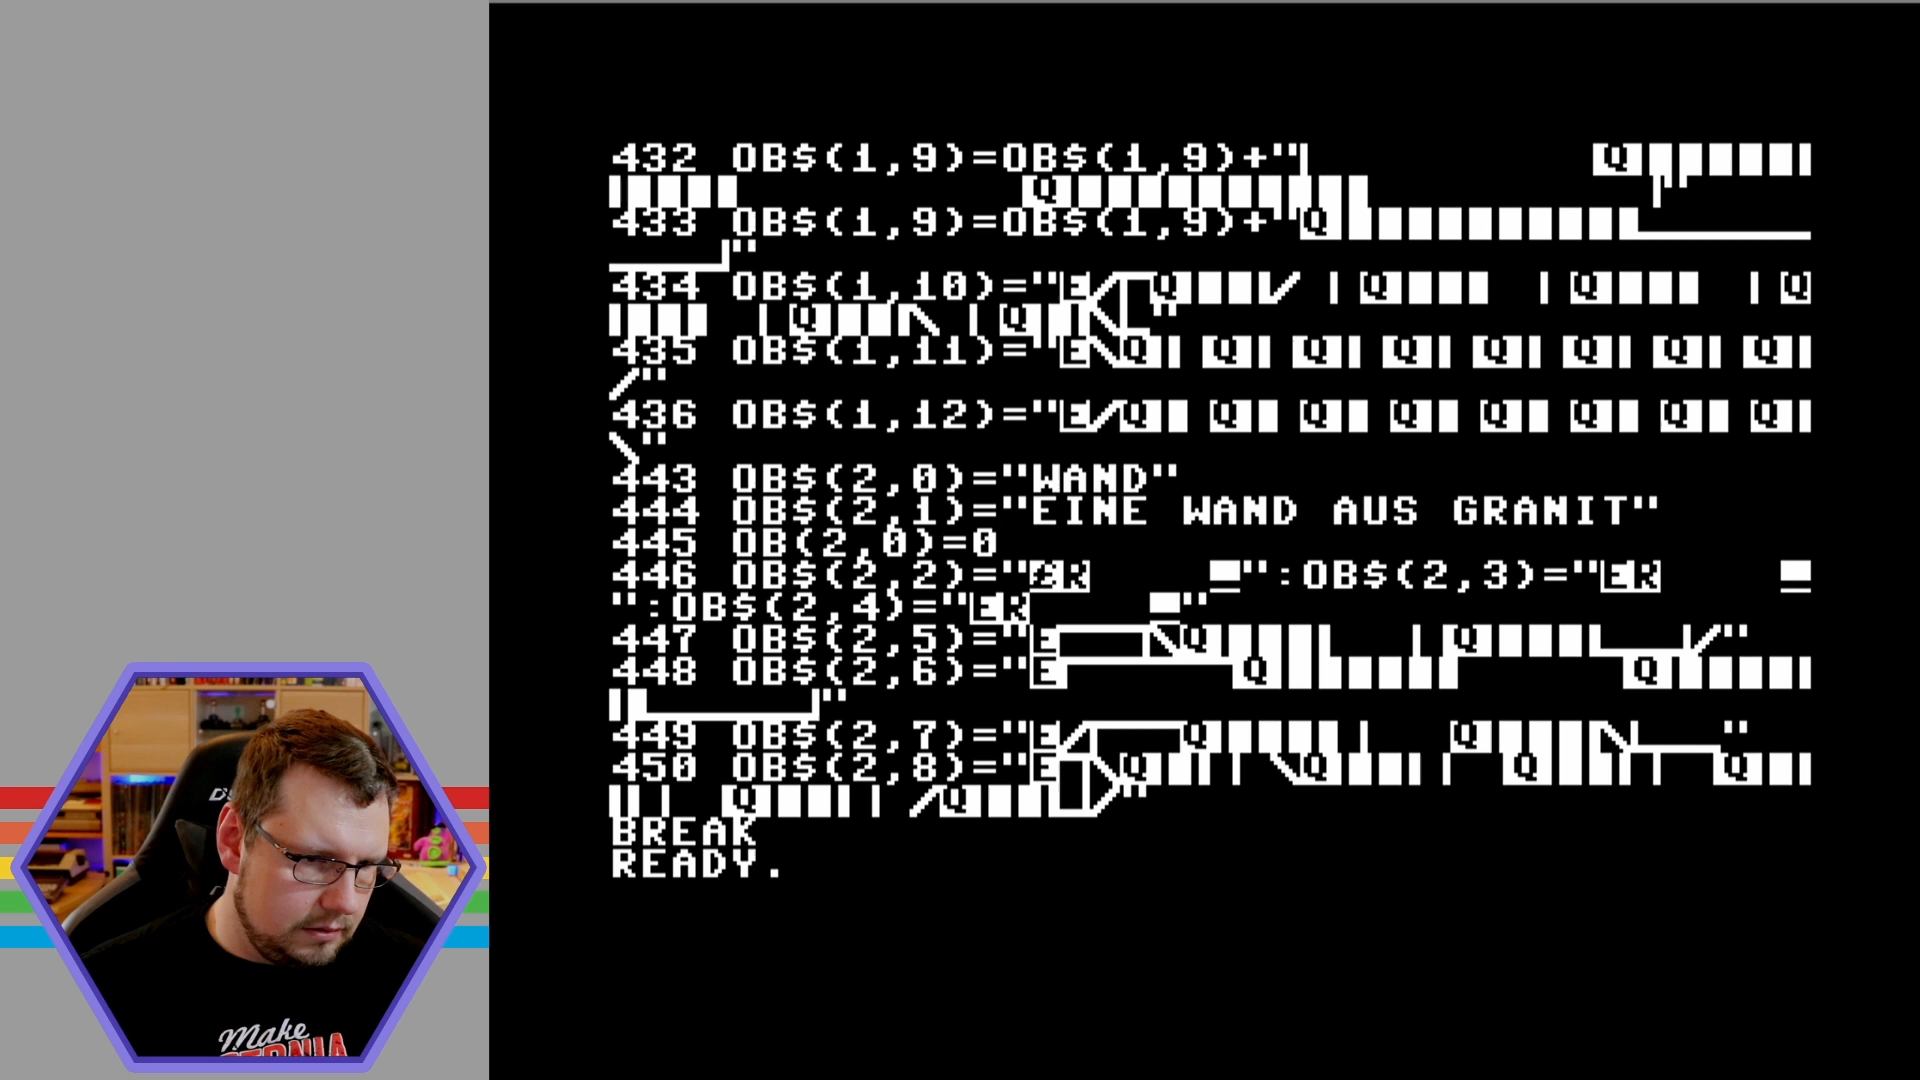 432 OB$(1,9)=OB$(1,9)+"| Q
Q "
433 OB$(1,9)=OB$(1,9)+"Q
"
434 OB$(1,10)="E Q / | Q | Q | Q
| Q \ | Q "
435 OB$(1,11)="E\Q Q Q Q Q Q Q Q
/"
436 OB$(1,12)="E/Q Q Q Q Q Q Q Q
\"
443 OB$(2,0)="WAND"
444 OB$(2,1)="EINE WAND AUS GRANIT"
445 OB(2,0)=0
446 OB$(2,2)="£R ":OB$(2,3)="ER
":OB$(2,4)="ER "
447 OB$(2,5)="E \Q | Q |/"
448 OB$(2,6)="E Q Q
"
449 OB$(2,7)="E/ Q | Q \ "
450 OB$(2,8)="E Q | \Q | Q | Q
| Q | /Q "
BREAK
READY.
Make